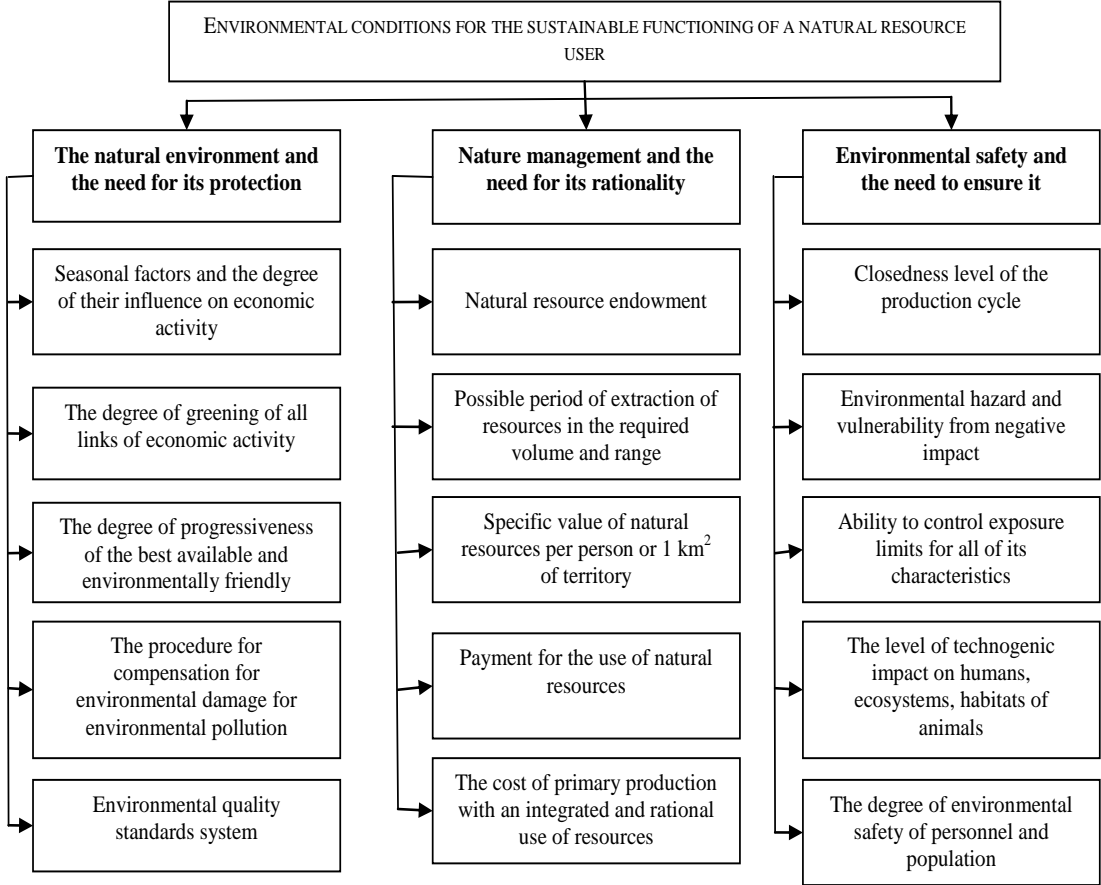 ENVIRONMENTAL CONDITIONS FOR THE SUSTAINABLE FUNCTIONING OF A NATURAL RESOURCE
USER
The natural environment and
the need for its protection
Seasonal factors and the degree
of their influence on economic
activity
The degree of greening of all
links of economic activity
The degree of progressiveness
of the best available and
environmentally friendly
The procedure for
compensation for
environmental damage for
environmental pollution
Environmental quality
standards system
Nature management and the
need for its rationality
Natural resource endowment
Possible period of extraction of
resources in the required
volume and range
Specific value of natural
resources per person or 1 km²
of territory
Payment for the use of natural
resources
The cost of primary production
with an integrated and rational
use of resources
Environmental safety and
the need to ensure it
Closedness level of the
production cycle
Environmental hazard and
vulnerability from negative
impact
Ability to control exposure
limits for all of its
characteristics
The level of technogenic
impact on humans,
ecosystems, habitats of
animals
The degree of environmental
safety of personnel and
population